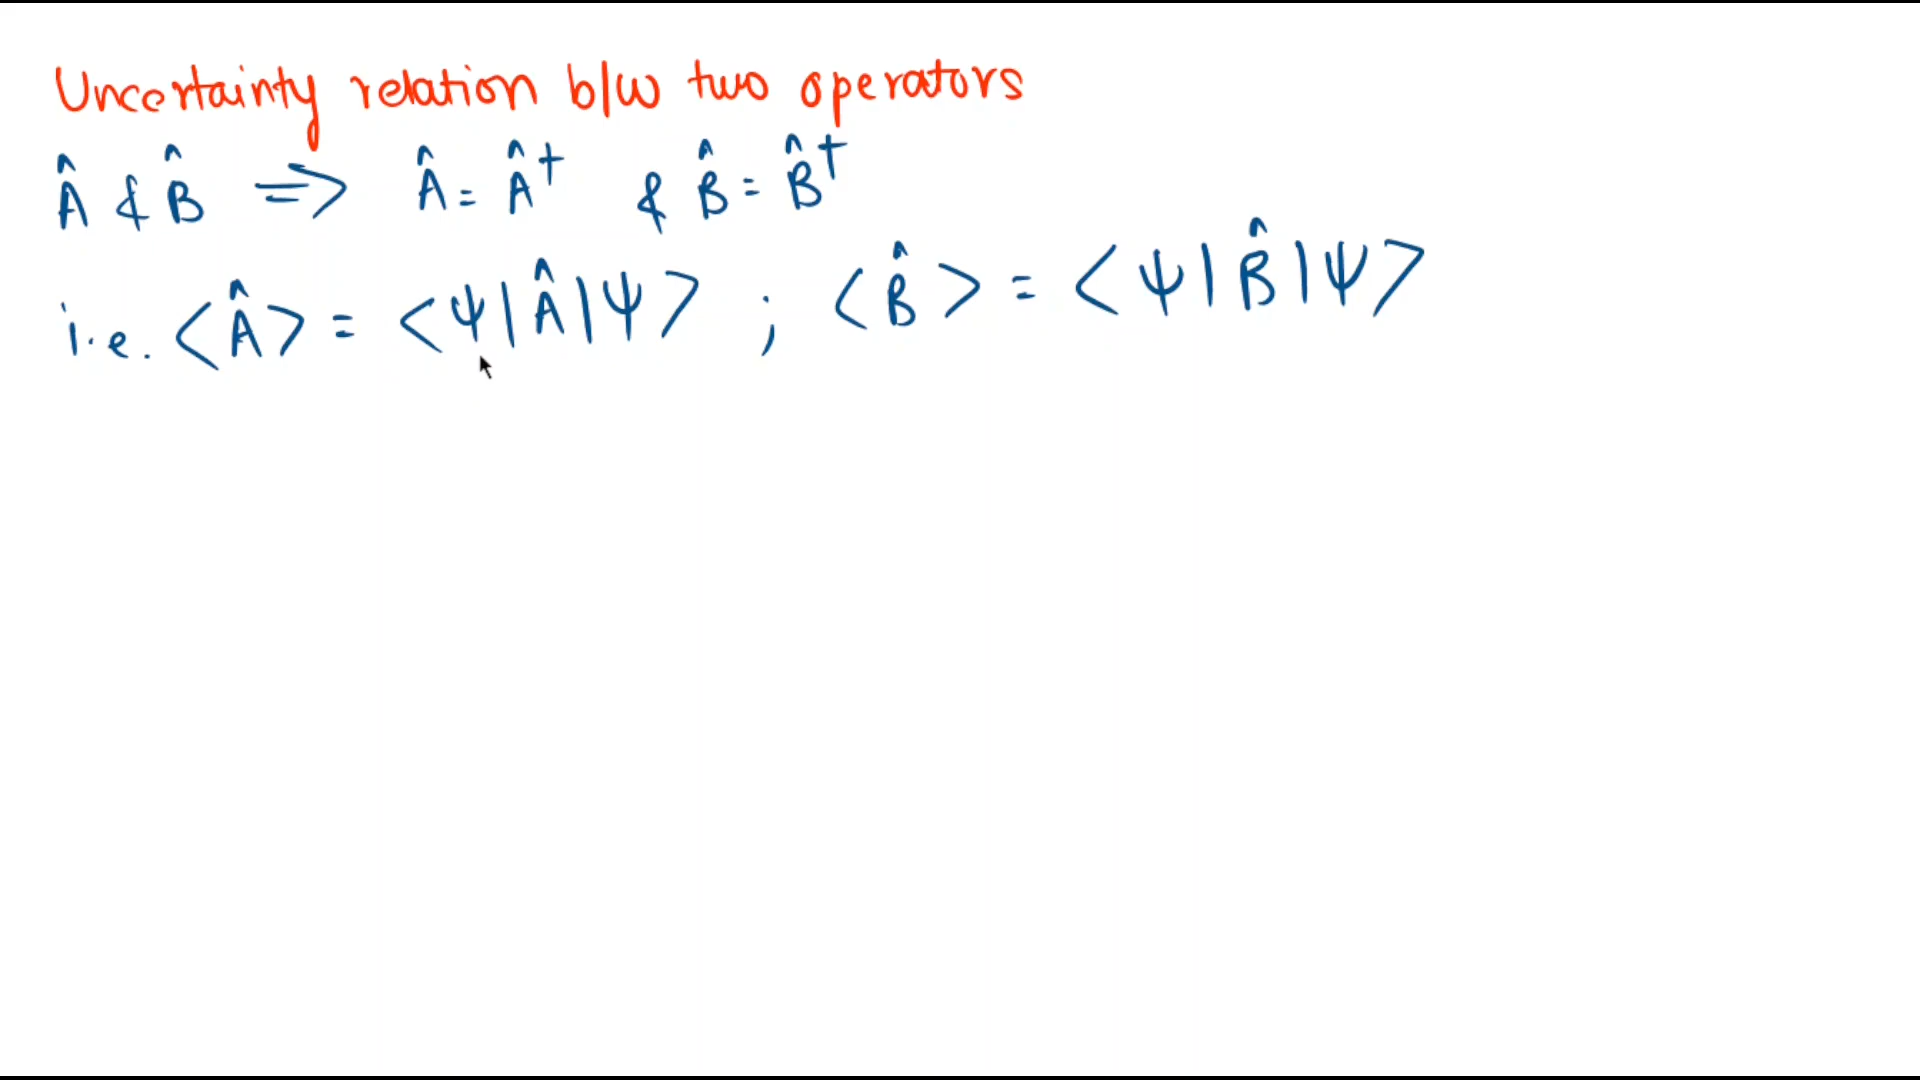 Uncertainty relation b/w two operators
Â & B̂ => Â = Â† & B̂ = B̂†
i.e. <Â> = <ψ|Â|ψ> ; <B̂> = <ψ|B̂|ψ>